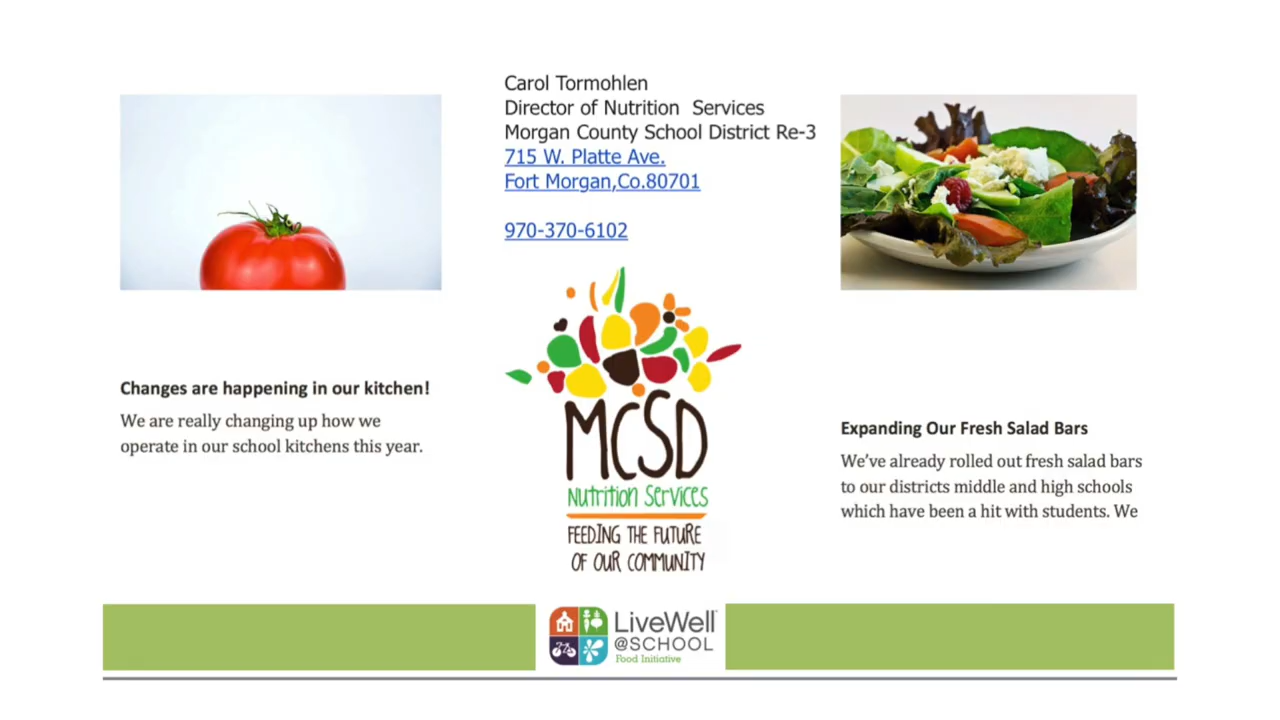 Carol Tormohlen
Director of Nutrition  Services
Morgan County School District Re-3
715 W. Platte Ave.
Fort Morgan,Co.80701
970-370-6102
Changes are happening in our kitchen!
We are really changing up how we
operate in our school kitchens this year.
MCSD
Nutrition Services
FEEDING THE FUTURE
OF OUR COMMUNITY
Expanding Our Fresh Salad Bars
We've already rolled out fresh salad bars
to our districts middle and high schools
which have been a hit with students. We
LiveWell
@SCHOOL
Food Initiative